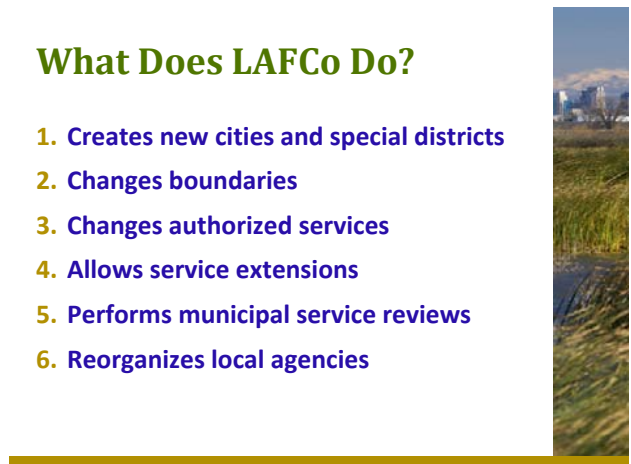 What Does LAFCo Do?
1. Creates new cities and special districts
2. Changes boundaries
3. Changes authorized services
4. Allows service extensions
5. Performs municipal service reviews
6. Reorganizes local agencies